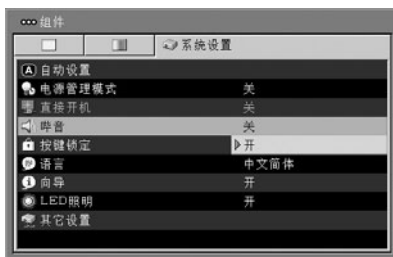 组件
系统设置
A 自动设置
电源管理模式 关
直接开机 关
哔音 关
按键锁定 开
语言 中文简体
向导 开
LED照明 开
其它设置